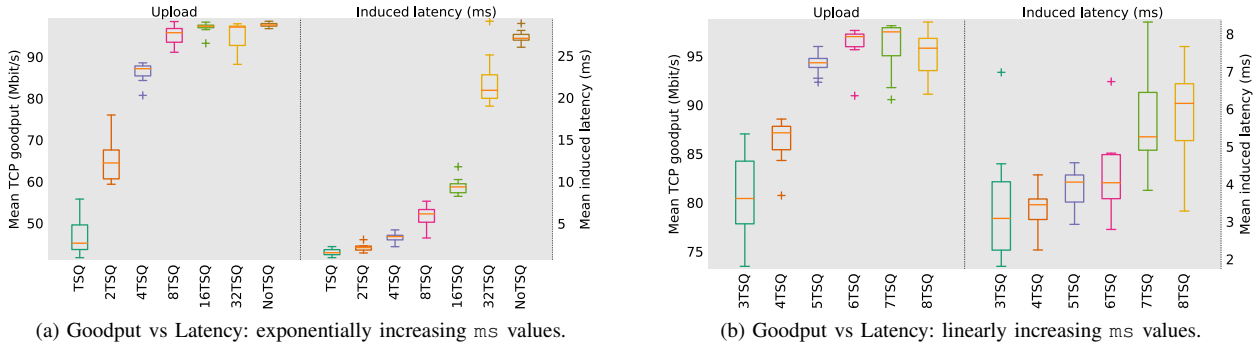 Upload
Induced latency (ms)
Mean TCP goodput (Mbit/s)
90
80
70
60
50
25
20
15
10
5
Mean induced latency (ms)
TSQ
2TSQ
4TSQ
8TSQ
16TSQ
32TSQ
NoTSQ
TSQ
2TSQ
4TSQ
8TSQ
16TSQ
32TSQ
NoTSQ
(a) Goodput vs Latency: exponentially increasing ms values.
Upload
Induced latency (ms)
Mean TCP goodput (Mbit/s)
95
90
85
80
75
8
7
6
5
4
3
2
Mean induced latency (ms)
3TSQ
4TSQ
5TSQ
6TSQ
7TSQ
8TSQ
3TSQ
4TSQ
5TSQ
6TSQ
7TSQ
8TSQ
(b) Goodput vs Latency: linearly increasing ms values.